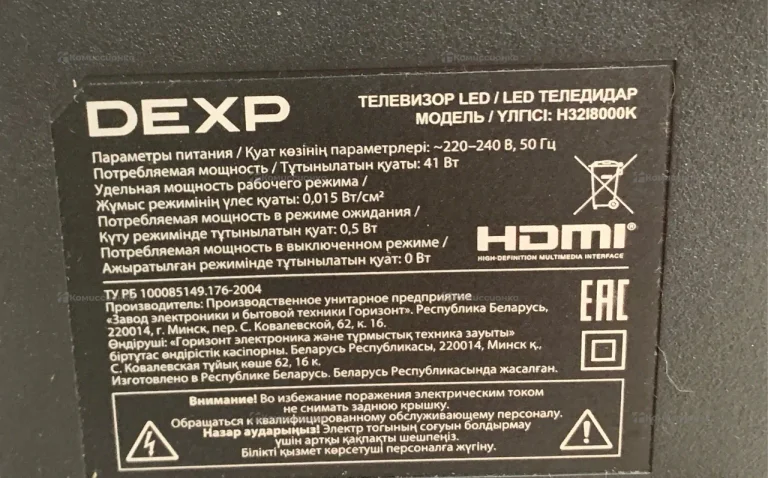 DEXP
ТЕЛЕВИЗОР LED / LED ТЕЛЕДИДАР
МОДЕЛЬ / ҮЛГІСІ: H32I8000K
Параметры питания / Қуат көзінің параметрлері: ~220–240 В, 50 Гц
Потребляемая мощность / Тұтынылатын қуаты: 41 Вт
Удельная мощность рабочего режима /
Жұмыс режимінің үлес қуаты: 0,015 Вт/см²
Потребляемая мощность в режиме ожидания /
Күту режимінде тұтынылатын қуат: 0,5 Вт
Потребляемая мощность в выключенном режиме /
Ажыратылған режимінде тұтынылатын қуат: 0 Вт
HDMI®
HIGH-DEFINITION MULTIMEDIA INTERFACE
ТУ РБ 100085149.176-2004
Производитель: Производственное унитарное предприятие
«Завод электроники и бытовой техники Горизонт». Республика Беларусь,
220014, г. Минск, пер. С. Ковалевской, 62, к. 16.
Өндіруші: «Горизонт электроника және тұрмыстық техника зауыты»
біртұтас өндірістік кәсіпорны. Беларусь Республикасы, 220014, Минск қ.,
С. Ковалевская тұйық көше 62, 16 к.
Изготовлено в Республике Беларусь. Беларусь Республикасында жасалған.
EAC
Внимание! Во избежание поражения электрическим током
не снимать заднюю крышку.
Обращаться к квалифицированному обслуживающему персоналу.
Назар аударыңыз! Электр тогының соғуын болдырмау
үшін артқы қақпақты шешпеңіз.
Білікті қызмет көрсетуші персоналға жүгіну.
Комиссионко